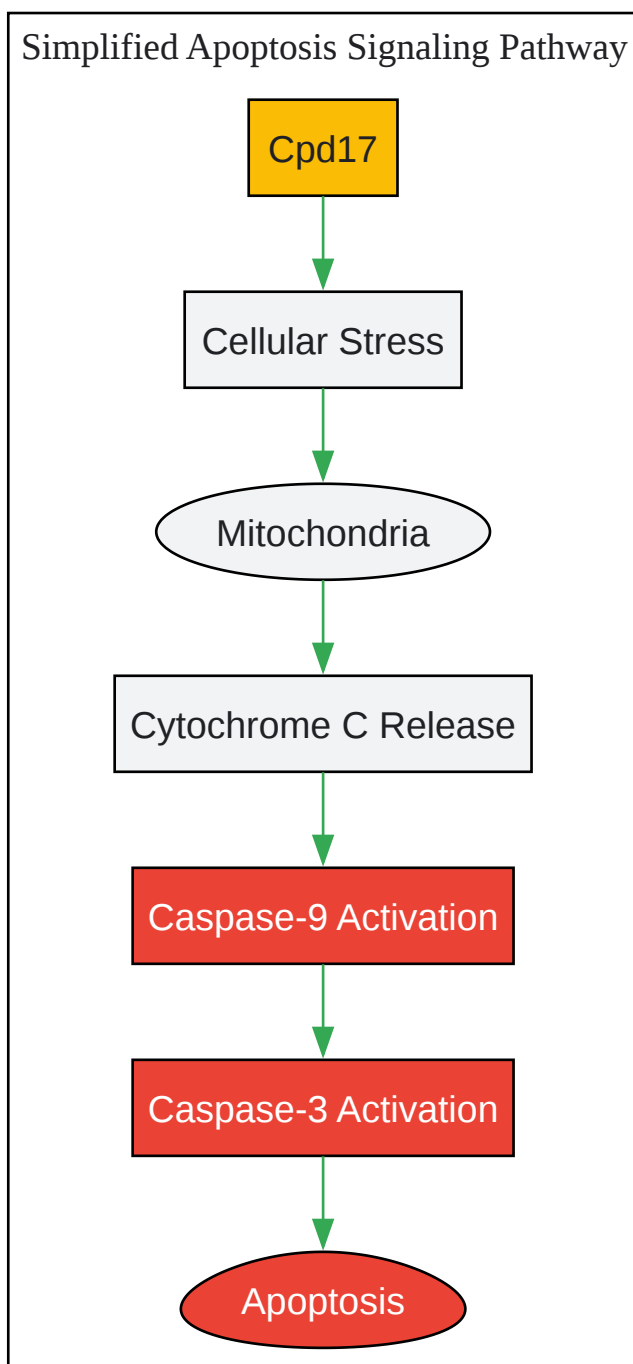 Simplified Apoptosis Signaling Pathway
Cpd17
Cellular Stress
Mitochondria
Cytochrome C Release
Caspase-9 Activation
Caspase-3 Activation
Apoptosis